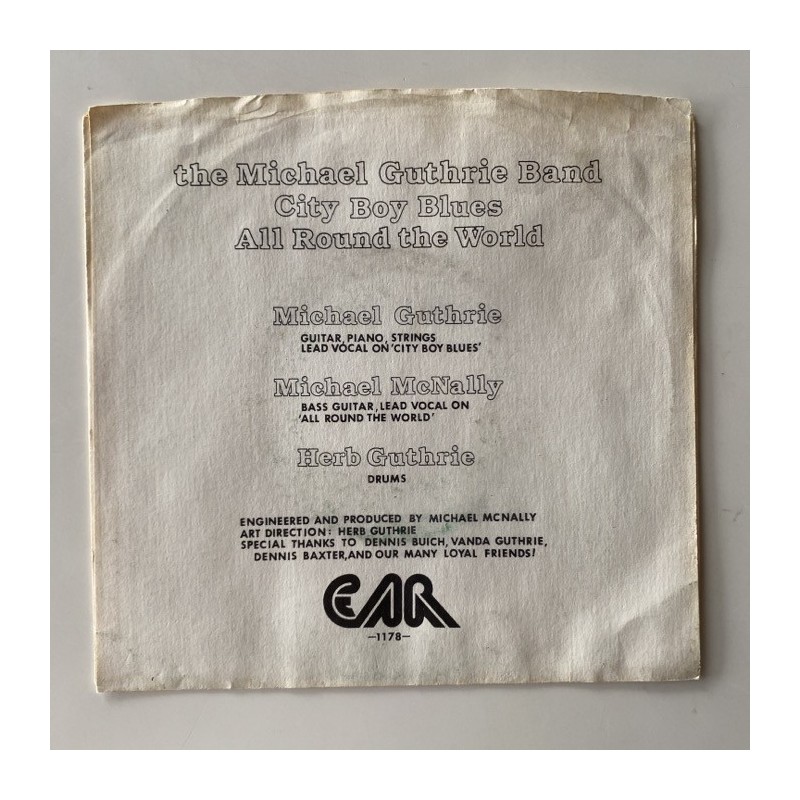 the Michael Guthrie Band
City Boy Blues
All Round the World
Michael Guthrie
GUITAR, PIANO, STRINGS
LEAD VOCAL ON 'CITY BOY BLUES'
Michael McNally
BASS GUITAR, LEAD VOCAL ON
'ALL ROUND THE WORLD'
Herb Guthrie
DRUMS
ENGINEERED AND PRODUCED BY MICHAEL MCNALLY
ART DIRECTION: HERB GUTHRIE
SPECIAL THANKS TO DENNIS BUICH, VANDA GUTHRIE,
DENNIS BAXTER, AND OUR MANY LOYAL FRIENDS!
EAR
-1178-